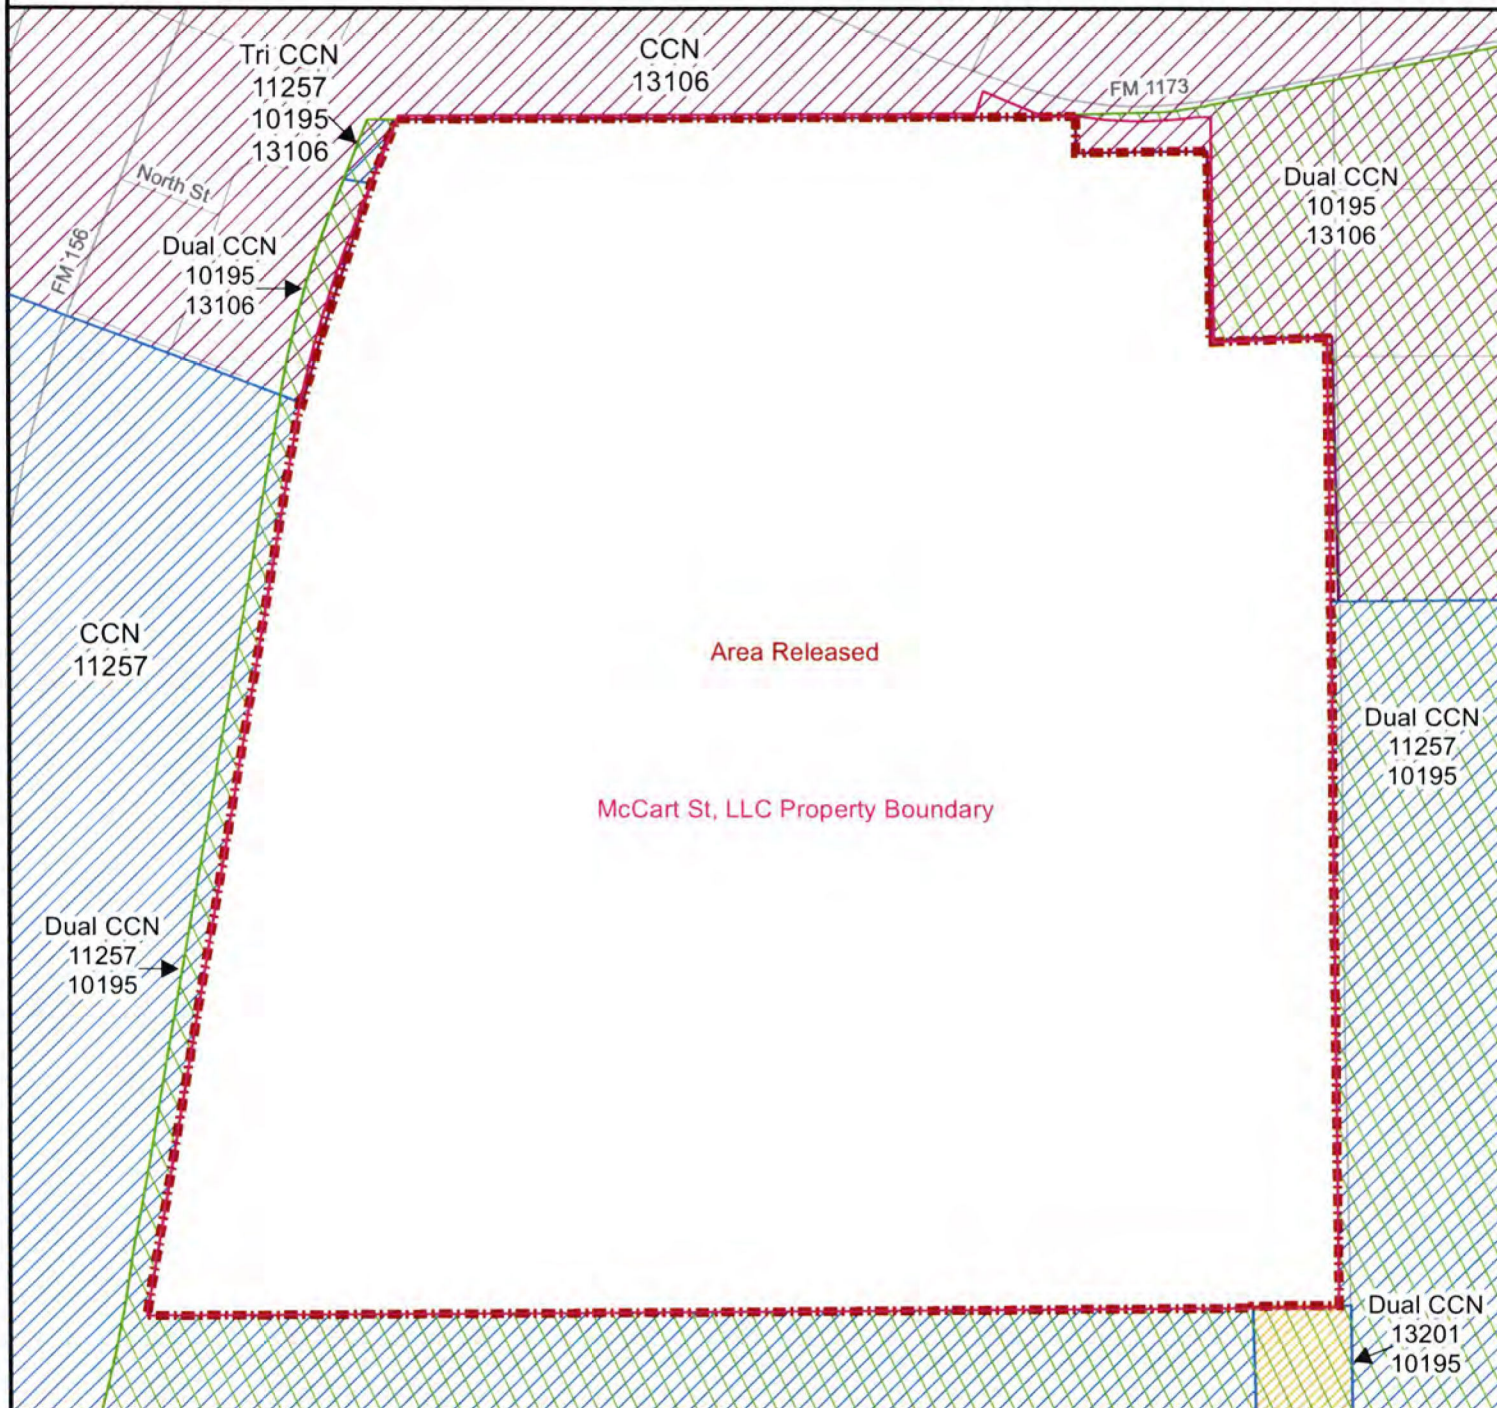 Tri CCN
11257
10195
13106
CCN
13106
FM 1173
North St
FM 156
Dual CCN
10195
13106
Dual CCN
10195
13106
CCN
11257
Area Released
McCart St, LLC Property Boundary
Dual CCN
11257
10195
Dual CCN
11257
10195
Dual CCN
13201
10195